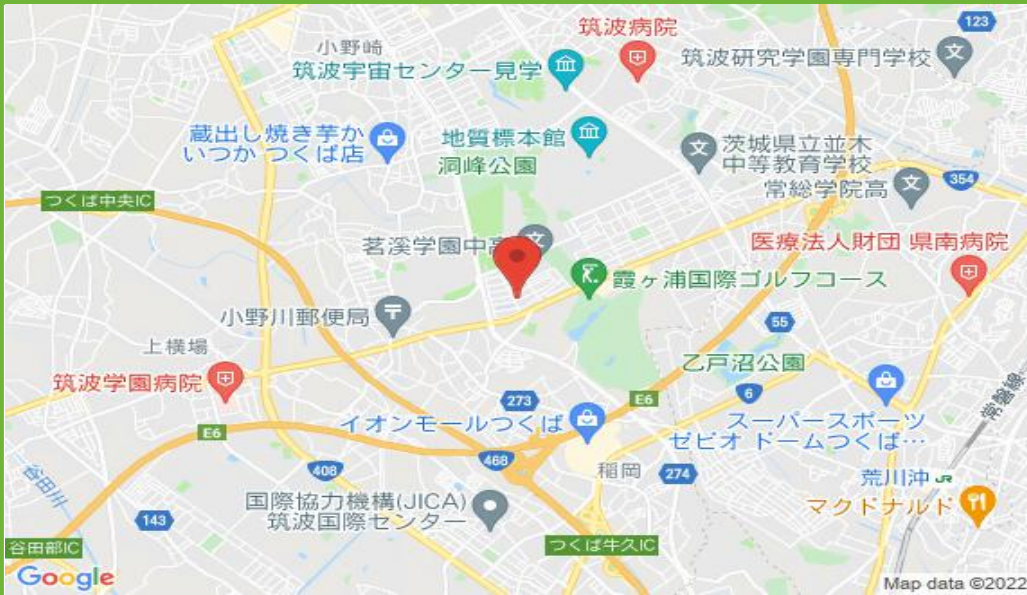 123
筑波病院
小野崎
筑波研究学園専門学校
筑波宇宙センター見学
蔵出し焼き芋か
いつか つくば店
地質標本館
洞峰公園
茨城県立並木
中等教育学校
常総学院高
354
つくば中央IC
茗溪学園中高
医療法人財団 県南病院
霞ヶ浦国際ゴルフコース
小野川郵便局
55
上横場
乙戸沼公園
筑波学園病院
6
273
E6
イオンモールつくば
スーパースポーツ
ゼビオ ドームつくば…
常磐線
E6
468
408
稲岡
274
荒川沖 JR
谷田川
国際協力機構(JICA)
筑波国際センター
マクドナルド
143
谷田部IC
つくば牛久IC
Google
Map data ©2022